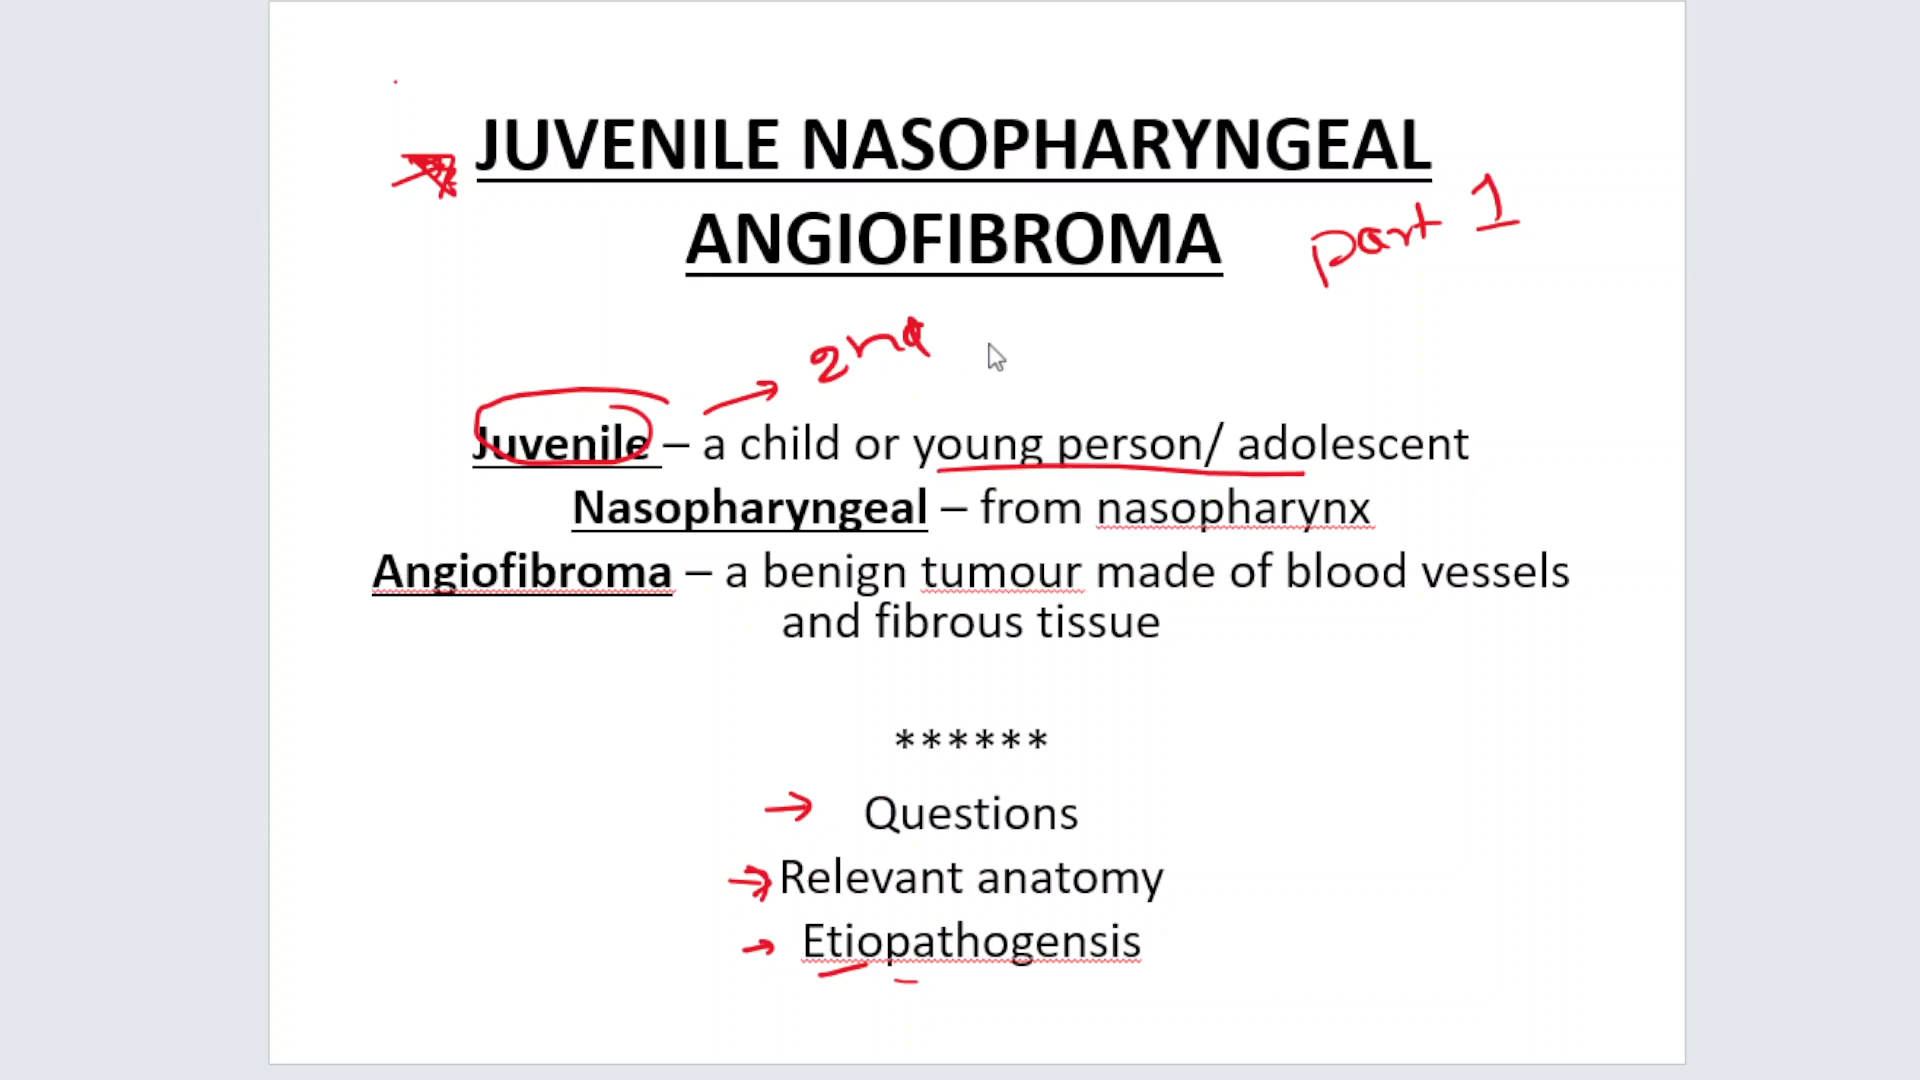 JUVENILE NASOPHARYNGEAL
ANGIOFIBROMA
part 1
2nd
Juvenile – a child or young person/ adolescent
Nasopharyngeal – from nasopharynx
Angiofibroma – a benign tumour made of blood vessels
and fibrous tissue
******
Questions
Relevant anatomy
Etiopathogensis